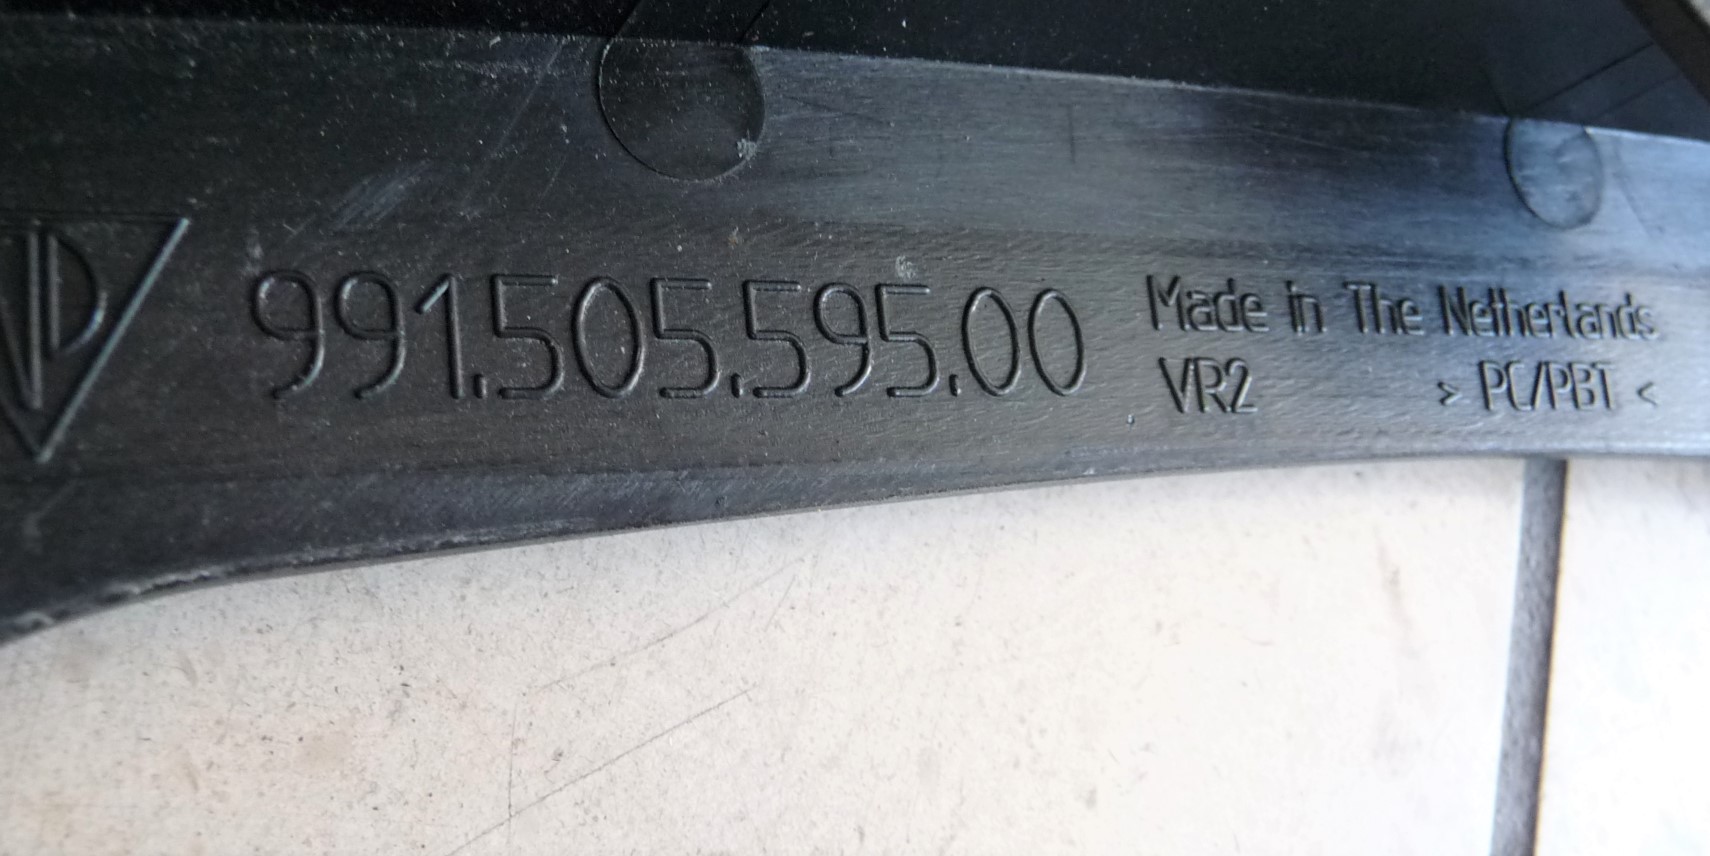 991.505.595.00
Made in The Netherlands
VR2 > PC/PBT <